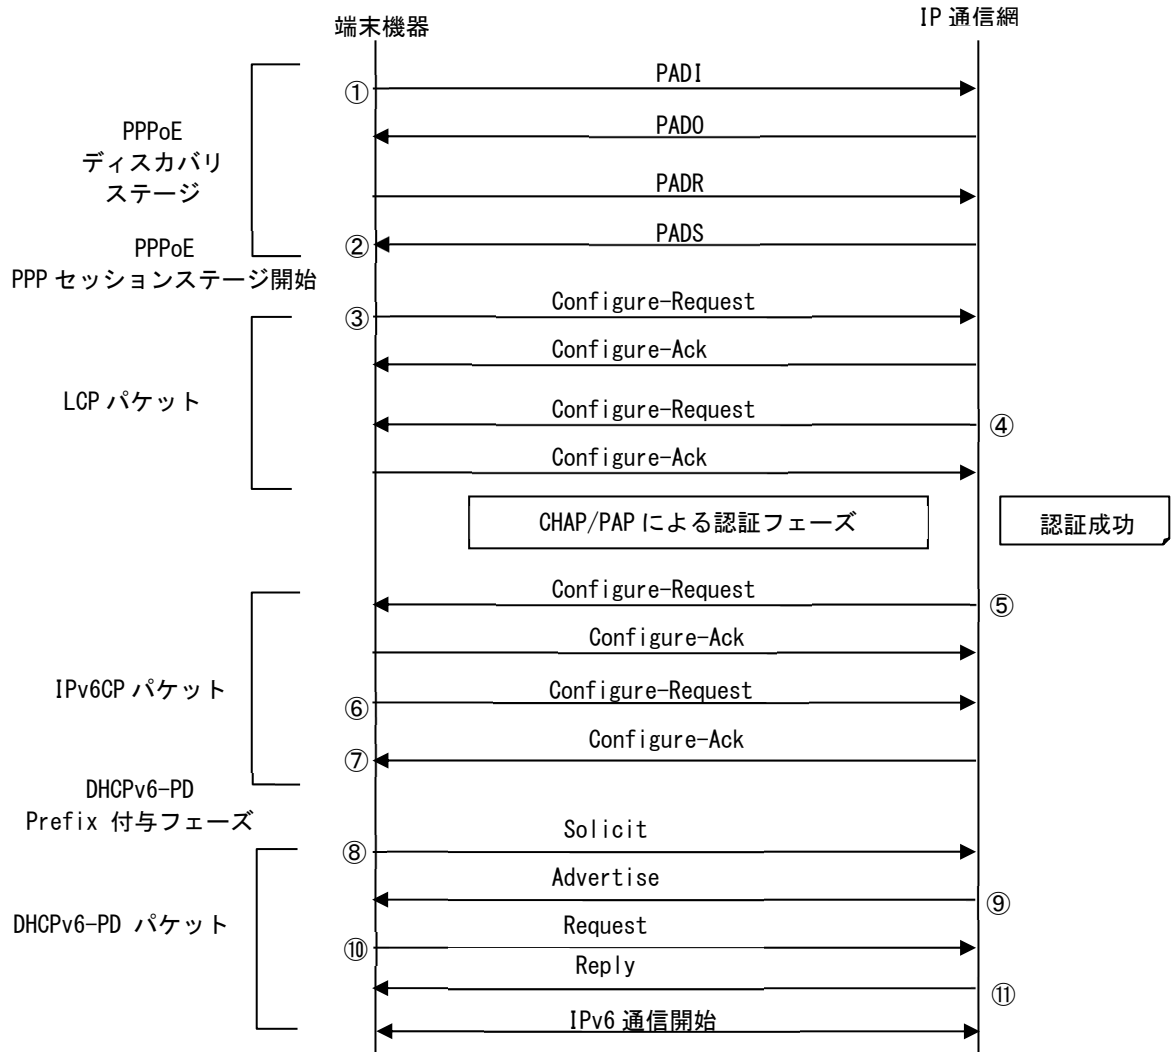 端末機器
IP 通信網
PPPoE
ディスカバリ
ステージ
①
PADI
PADO
PADR
②
PADS
PPPoE
PPP セッションステージ開始
LCP パケット
③
Configure-Request
Configure-Ack
Configure-Request
④
Configure-Ack
CHAP/PAP による認証フェーズ
認証成功
IPv6CP パケット
Configure-Request
⑤
Configure-Ack
⑥
Configure-Request
⑦
Configure-Ack
DHCPv6-PD
Prefix 付与フェーズ
DHCPv6-PD パケット
⑧
Solicit
Advertise
⑨
⑩
Request
Reply
⑪
IPv6 通信開始